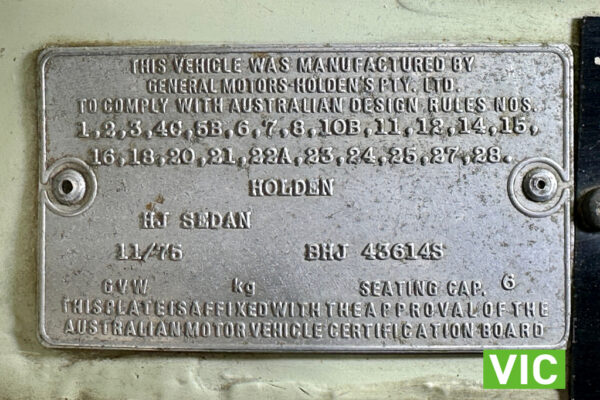 THIS VEHICLE WAS MANUFACTURED BY
GENERAL MOTORS-HOLDEN'S PTY. LTD.
TO COMPLY WITH AUSTRALIAN DESIGN RULES NOS.
1,2,3,4C,5B,6,7,8,10B,11,12,14,15,
16,18,20,21,22A,23,24,25,27,28.
HOLDEN
HJ SEDAN
11/75 BHJ 43614S
G.V.W. kg SEATING CAP. 6
THIS PLATE IS AFFIXED WITH THE APPROVAL OF THE
AUSTRALIAN MOTOR VEHICLE CERTIFICATION BOARD
VIC